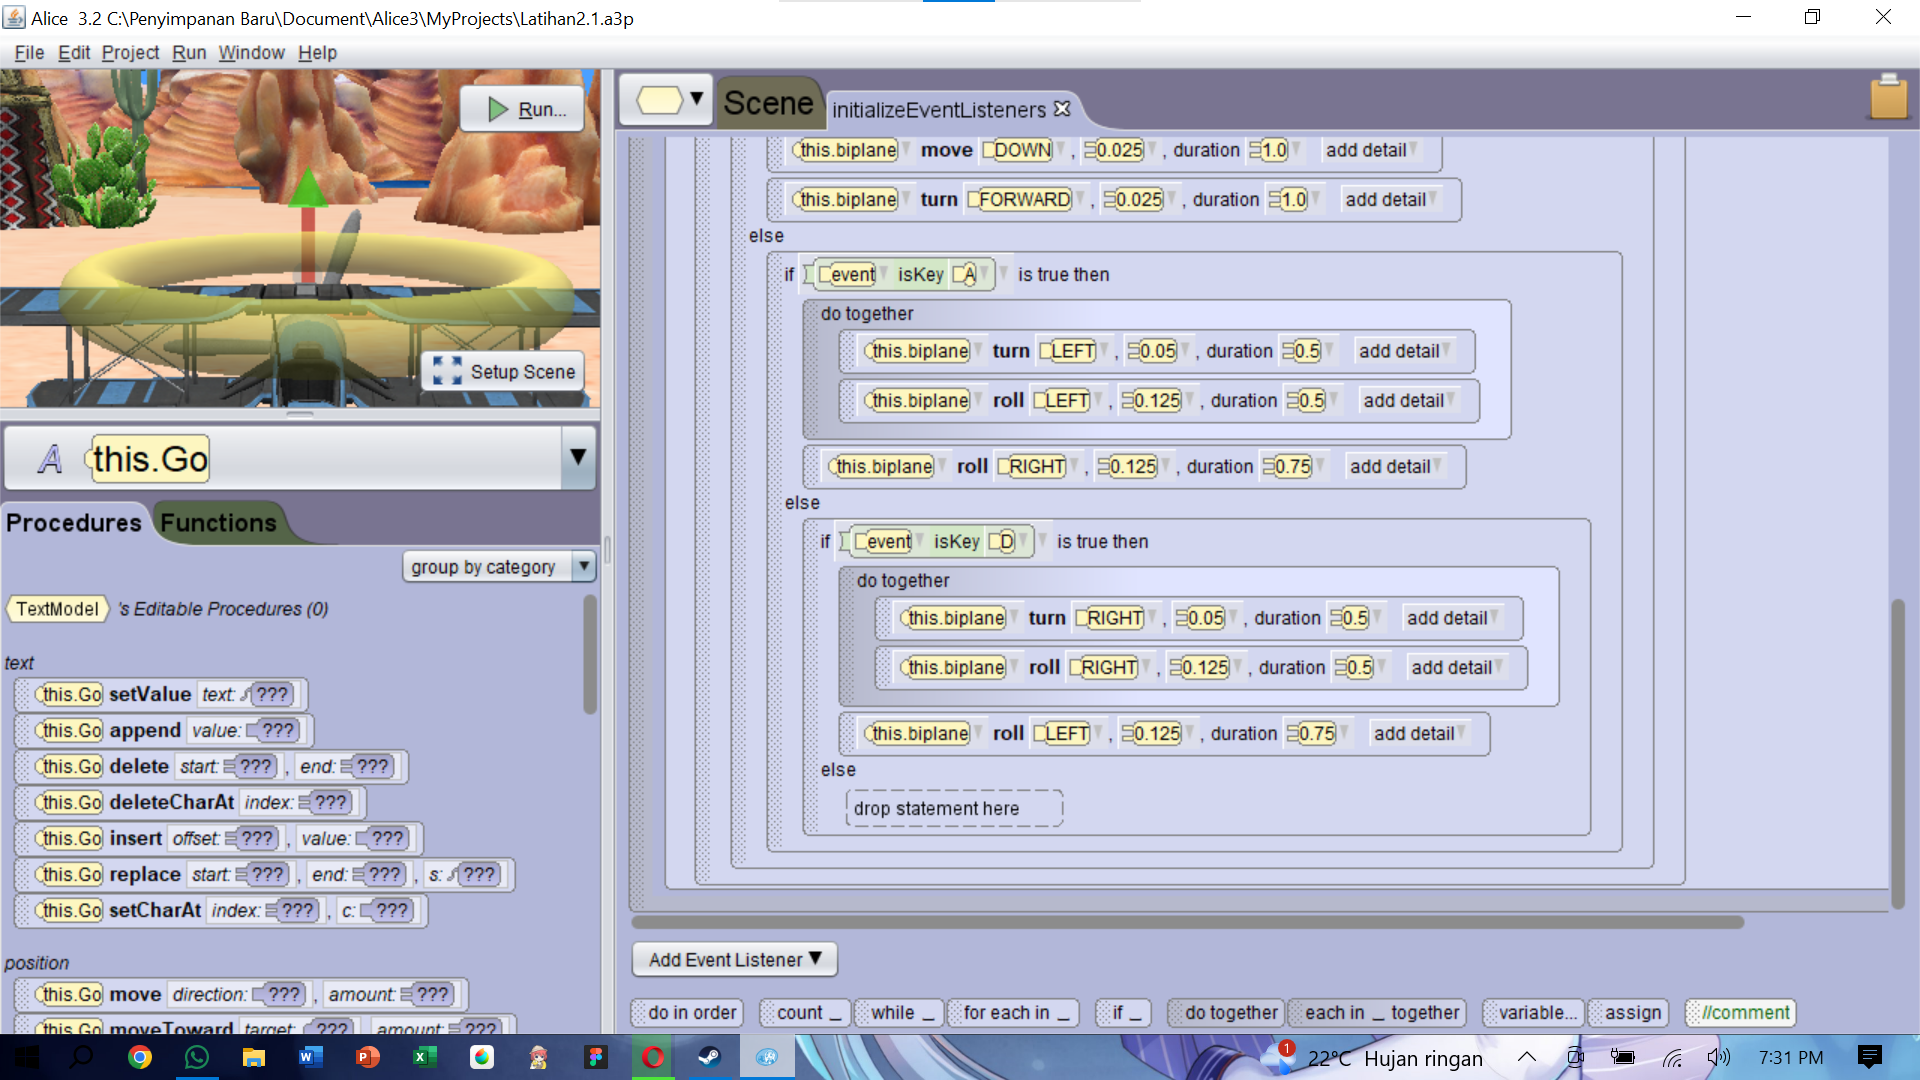 Alice 3.2 C:\Penyimpanan Baru\Document\Alice3\MyProjects\Latihan2.1.a3p
File Edit Project Run Window Help
Run...
Setup Scene
this.Go
Procedures Functions
group by category
TextModel 's Editable Procedures (0)
text
this.Go setValue text: ???
this.Go append value: ???
this.Go delete start: ??? , end: ???
this.Go deleteCharAt index: ???
this.Go insert offset: ??? , value: ???
this.Go replace start: ??? , end: ??? , s: ???
this.Go setCharAt index: ??? , c: ???
position
this.Go move direction: ??? , amount: ???
this.Go moveToward target: ??? , amount: ???
Scene initializeEventListeners
this.biplane move DOWN , 0.025 , duration 1.0 add detail
this.biplane turn FORWARD , 0.025 , duration 1.0 add detail
else
if event isKey A is true then
do together
this.biplane turn LEFT , 0.05 , duration 0.5 add detail
this.biplane roll LEFT , 0.125 , duration 0.5 add detail
this.biplane roll RIGHT , 0.125 , duration 0.75 add detail
else
if event isKey D is true then
do together
this.biplane turn RIGHT , 0.05 , duration 0.5 add detail
this.biplane roll RIGHT , 0.125 , duration 0.5 add detail
this.biplane roll LEFT , 0.125 , duration 0.75 add detail
else
drop statement here
Add Event Listener
do in order count _ while _ for each in _ if _ do together each in _ together variable... assign //comment
1 22°C Hujan ringan 7:31 PM